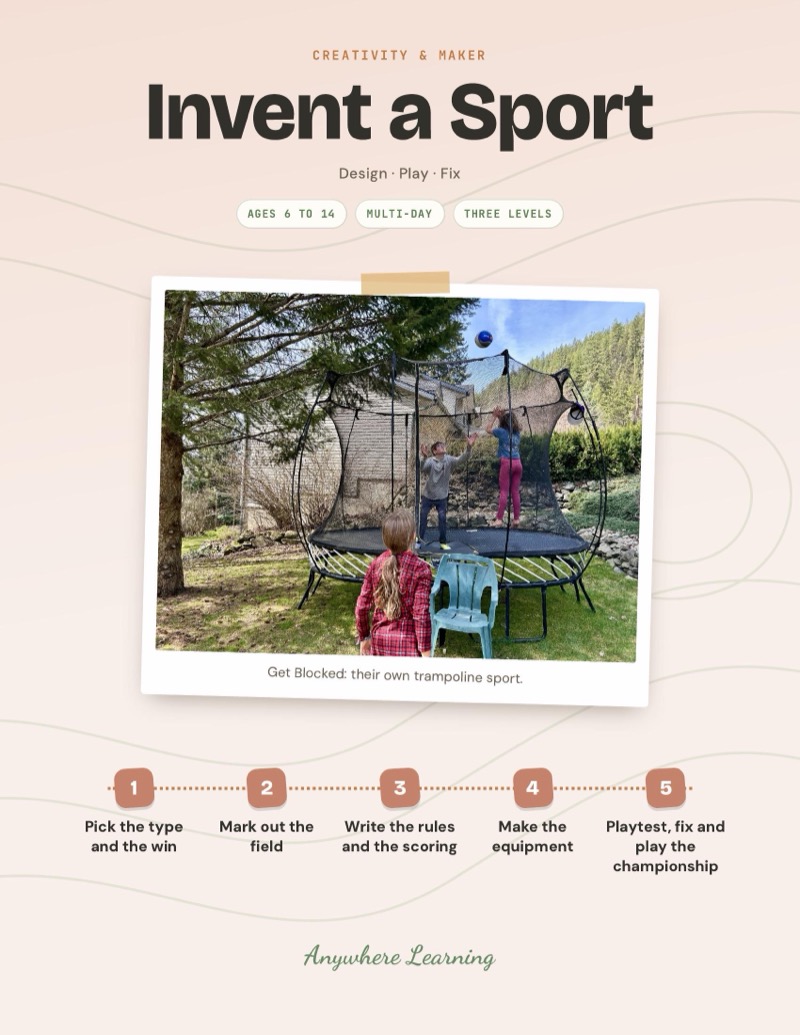 CREATIVITY & MAKER
Invent a Sport
Design · Play · Fix
AGES 6 TO 14
MULTI-DAY
THREE LEVELS
Get Blocked: their own trampoline sport.
1
Pick the type
and the win
2
Mark out the
field
3
Write the rules
and the scoring
4
Make the
equipment
5
Playtest, fix and
play the
championship
Anywhere Learning